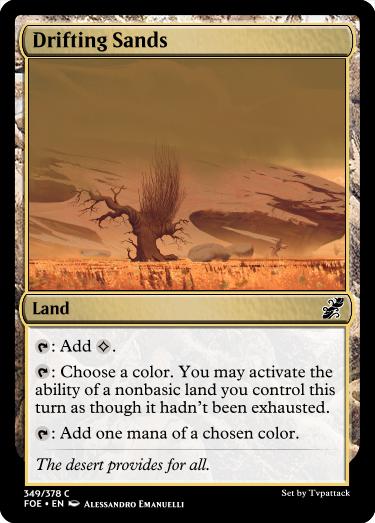 Drifting Sands
Land
: Add .
: Choose a color. You may activate the
ability of a nonbasic land you control this
turn as though it hadn't been exhausted.
: Add one mana of a chosen color.
The desert provides for all.
349/378 C
FOE • EN Alessandro Emanuelli
Set by Tvpattack